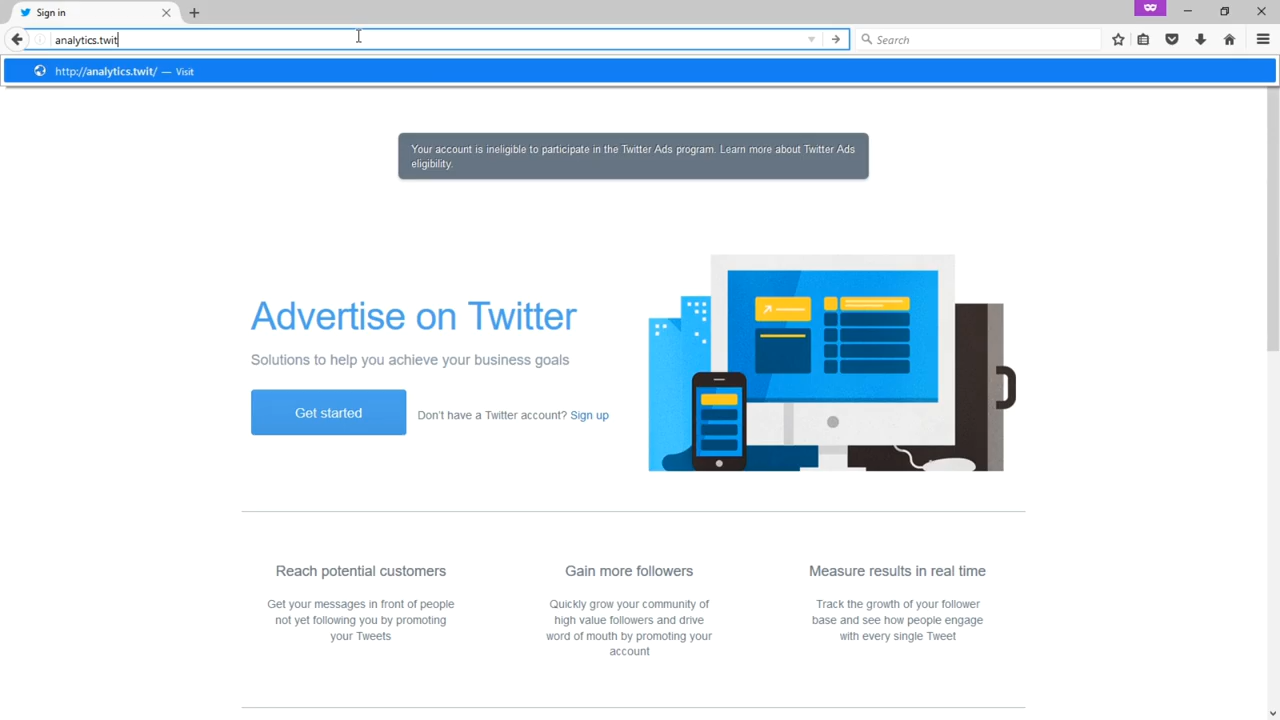 Sign in
analytics.twit
Search
http://analytics.twit/ — Visit
Your account is ineligible to participate in the Twitter Ads program. Learn more about Twitter Ads
eligibility.
Advertise on Twitter
Solutions to help you achieve your business goals
Get started
Don't have a Twitter account? Sign up
Reach potential customers
Get your messages in front of people
not yet following you by promoting
your Tweets
Gain more followers
Quickly grow your community of
high value followers and drive
word of mouth by promoting your
account
Measure results in real time
Track the growth of your follower
base and see how people engage
with every single Tweet